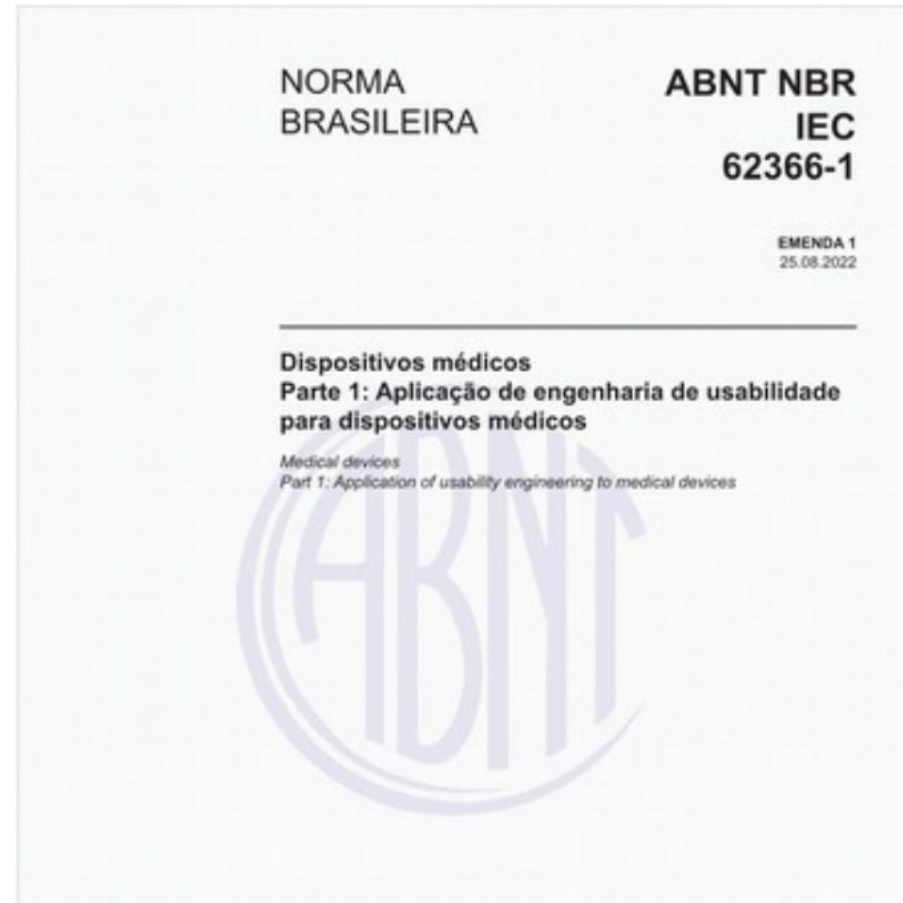 NORMA
BRASILEIRA
ABNT NBR
IEC
62366-1
EMENDA 1
25.08.2022
Dispositivos médicos
Parte 1: Aplicação de engenharia de usabilidade
para dispositivos médicos
Medical devices
Part 1: Application of usability engineering to medical devices
ABNT